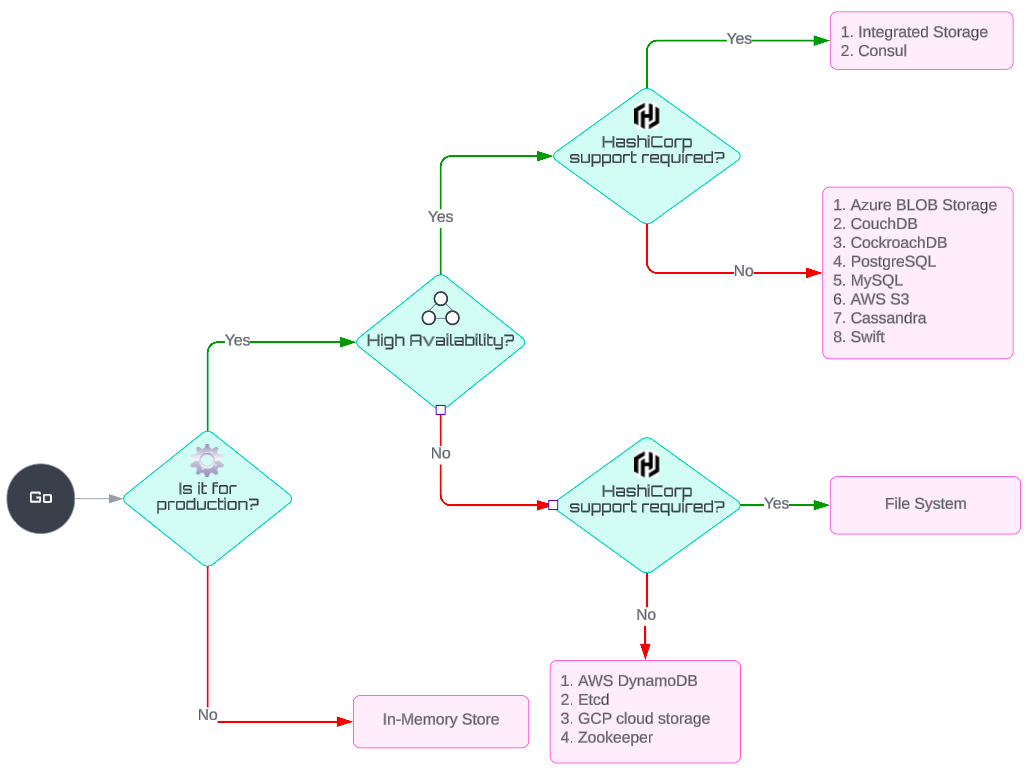 Yes
1. Integrated Storage
2. Consul
HashiCorp
support required?
Yes
1. Azure BLOB Storage
2. CouchDB
3. CockroachDB
4. PostgreSQL
5. MySQL
6. AWS S3
7. Cassandra
8. Swift
No
High Availability?
Yes
No
HashiCorp
support required?
Yes
File System
Go
Is it for
production?
No
1. AWS DynamoDB
2. Etcd
3. GCP cloud storage
4. Zookeeper
No
In-Memory Store